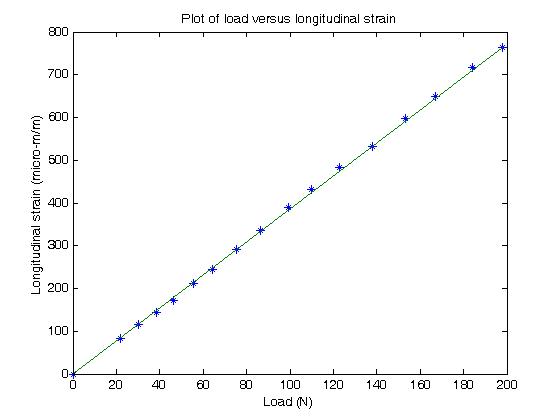 Plot of load versus longitudinal strain
800
700
600
500
400
300
200
100
0
Longitudinal strain (micro-m/m)
0 20 40 60 80 100 120 140 160 180 200
Load (N)